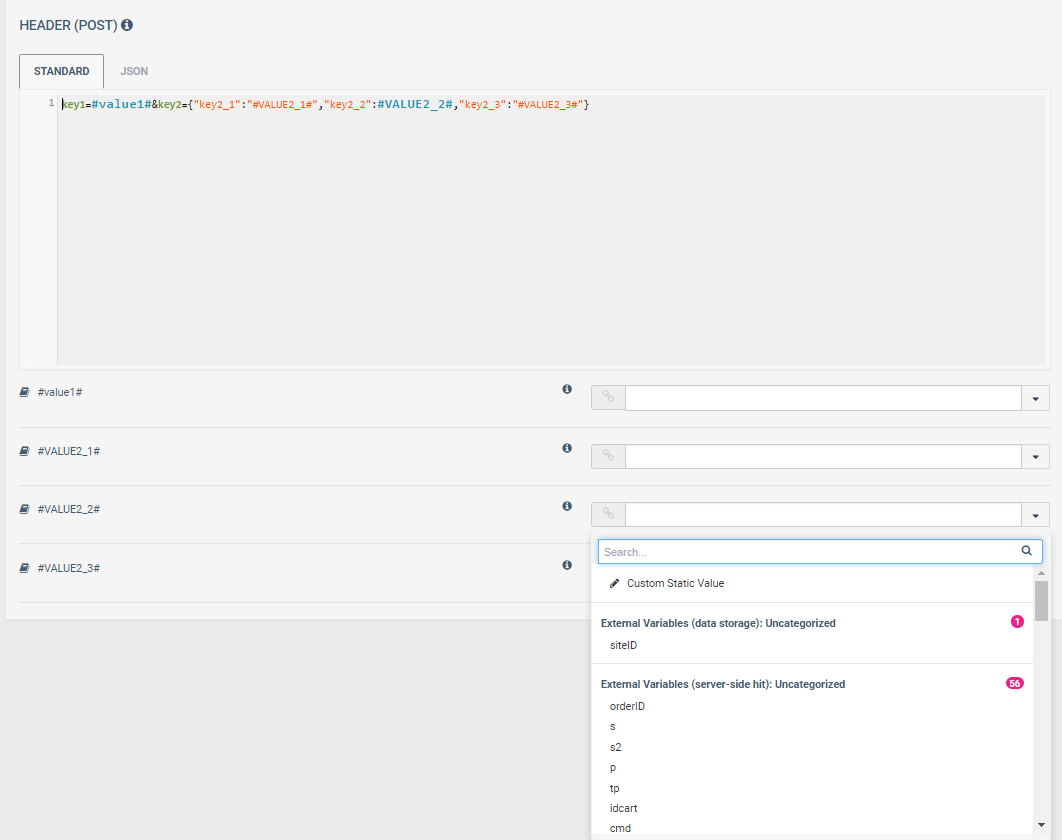 HEADER (POST)
STANDARD JSON
1 key1=#value1#&key2={"key2_1":"#VALUE2_1#","key2_2":#VALUE2_2#,"key2_3":"#VALUE2_3#"}
#value1#
#VALUE2_1#
#VALUE2_2#
Search...
#VALUE2_3#
Custom Static Value
External Variables (data storage): Uncategorized 1
siteID
External Variables (server-side hit): Uncategorized 56
orderID
s
s2
p
tp
idcart
cmd